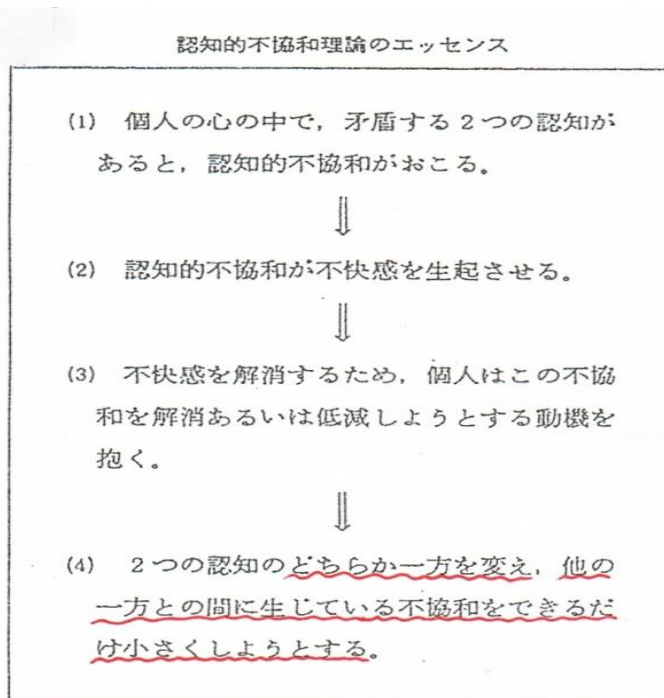 認知的不協和理論のエッセンス
(1) 個人の心の中で，矛盾する2つの認知が
あると，認知的不協和がおこる。
⇓
(2) 認知的不協和が不快感を生起させる。
⇓
(3) 不快感を解消するため，個人はこの不協
和を解消あるいは低減しようとする動機を
抱く。
⇓
(4) 2つの認知のどちらか一方を変え，他の
一方との間に生じている不協和をできるだ
け小さくしようとする。